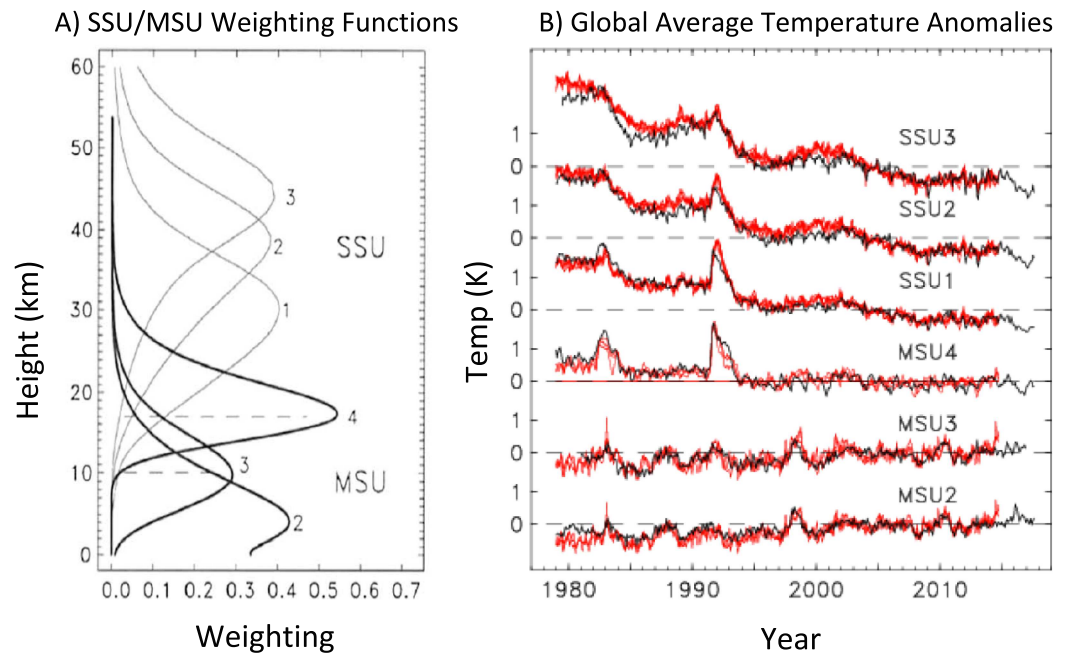 A) SSU/MSU Weighting Functions
60
50
40
30
20
10
0
Height (km)
3
2
1
SSU
4
3
MSU
2
0.0 0.1 0.2 0.3 0.4 0.5 0.6 0.7
Weighting
B) Global Average Temperature Anomalies
Temp (K)
1
0
SSU3
1
0
SSU2
1
0
SSU1
1
0
MSU4
1
0
MSU3
1
0
MSU2
1980 1990 2000 2010
Year